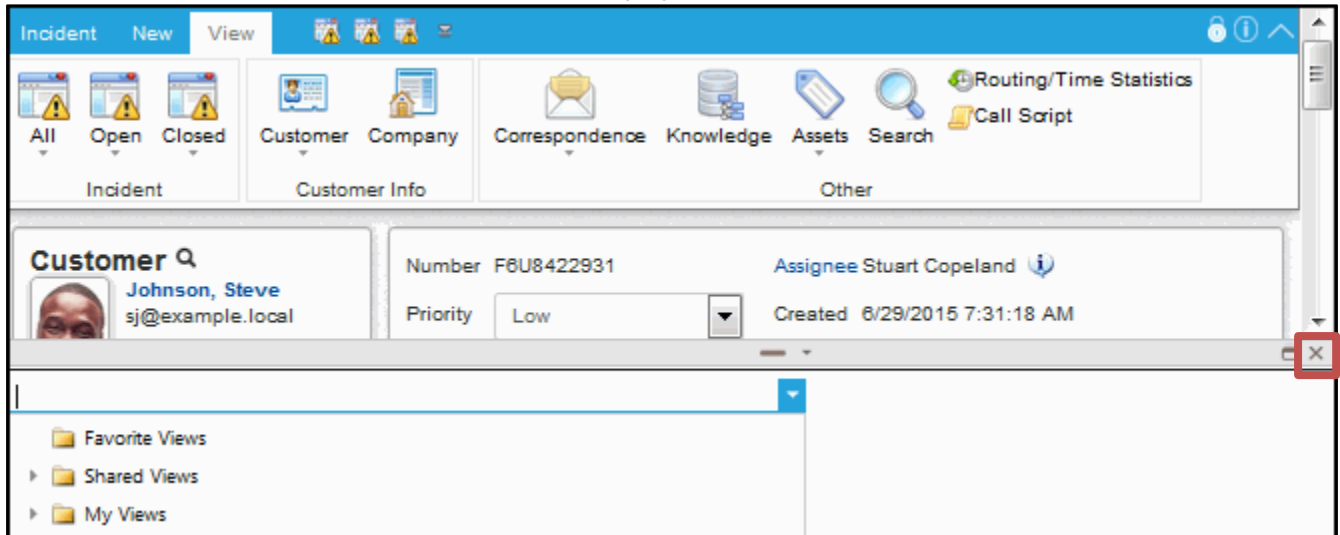 Incident New View
Routing/Time Statistics
Call Script
All Open Closed Customer Company Correspondence Knowledge Assets Search
Incident Customer Info Other
Customer
Johnson, Steve
sj@example.local
Number F6U8422931 Assignee Stuart Copeland
Priority Low Created 6/29/2015 7:31:18 AM
Favorite Views
Shared Views
My Views